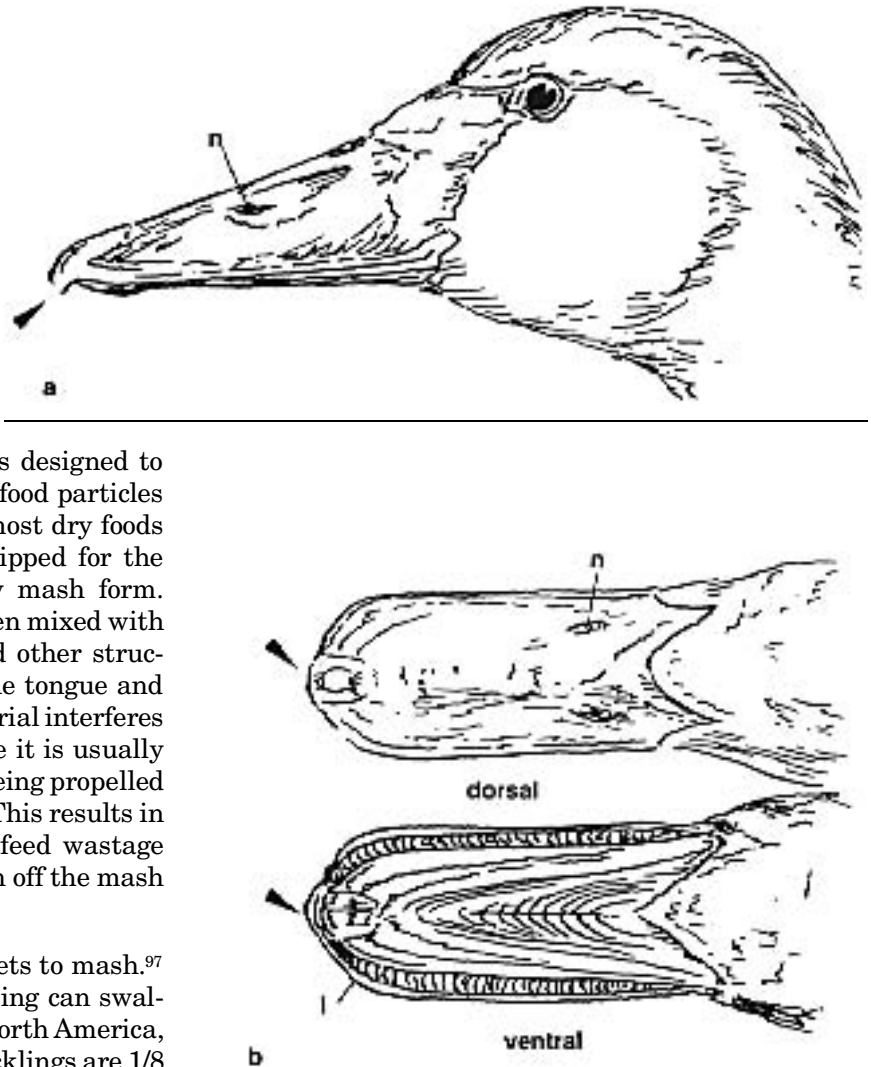 n
a
s designed to
food particles
nost dry foods
ipped for the
mash form.
en mixed with
d other struc-
e tongue and
rial interferes
e it is usually
eing propelled
This results in
feed wastage
n off the mash
ets to mash.97
ing can swal-
orth America,
cklings are 1/8
n
dorsal
l
ventral
b